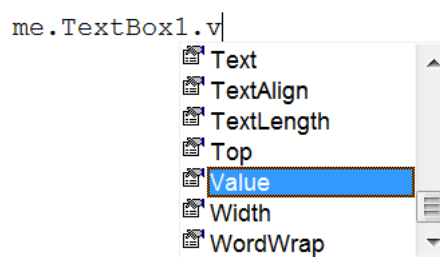 me.TextBox1.v
Text
TextAlign
TextLength
Top
Value
Width
WordWrap